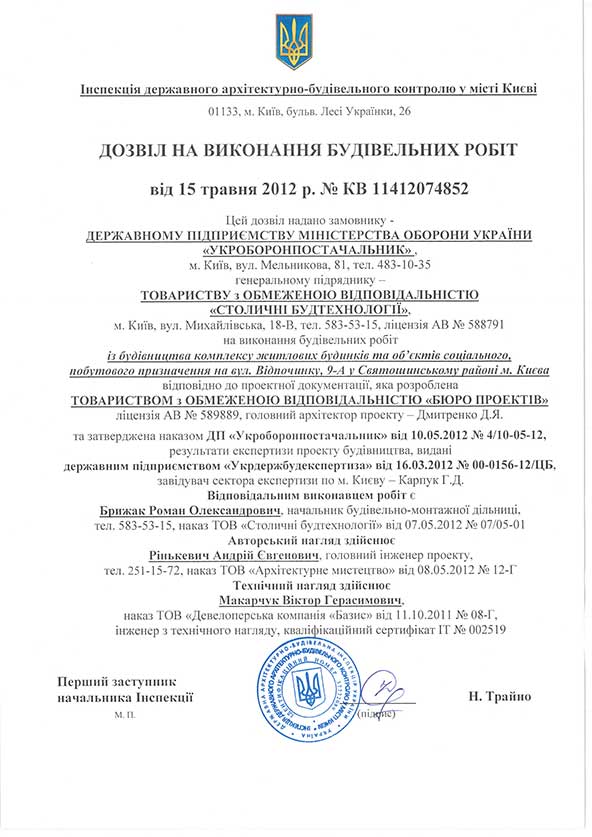 Інспекція державного архітектурно-будівельного контролю у місті Києві
01133, м. Київ, бульв. Лесі Українки, 26
ДОЗВІЛ НА ВИКОНАННЯ БУДІВЕЛЬНИХ РОБІТ
від 15 травня 2012 р. № КВ 11412074852
Цей дозвіл надано замовнику -
ДЕРЖАВНОМУ ПІДПРИЄМСТВУ МІНІСТЕРСТВА ОБОРОНИ УКРАЇНИ
«УКРОБОРОНПОСТАЧАЛЬНИК» ,
м. Київ, вул. Мельникова, 81, тел. 483-10-35
генеральному підряднику –
ТОВАРИСТВУ з ОБМЕЖЕНОЮ ВІДПОВІДАЛЬНІСТЮ
«СТОЛИЧНІ БУДТЕХНОЛОГІЇ»,
м. Київ, вул. Михайлівська, 18-В, тел. 583-53-15, ліцензія АВ № 588791
на виконання будівельних робіт
із будівництва комплексу житлових будинків та об’єктів соціального,
побутового призначення на вул. Відпочинку, 9-А у Святошинському районі м. Києва
відповідно до проектної документації, яка розроблена
ТОВАРИСТВОМ з ОБМЕЖЕНОЮ ВІДПОВІДАЛЬНІСТЮ «БЮРО ПРОЕКТІВ»
ліцензія АВ № 589889, головний архітектор проекту – Дмитренко Д.Я.
та затверджена наказом ДП «Укроборонпостачальник» від 10.05.2012 № 4/10-05-12,
результати експертизи проекту будівництва, видані
державним підприємством «Укрдержбудекспертиза» від 16.03.2012 № 00-0156-12/ЦБ,
завідувач сектора експертизи по м. Києву – Карпук Г.Д.
Відповідальним виконавцем робіт є
Брижак Роман Олександрович, начальник будівельно-монтажної дільниці,
тел. 583-53-15, наказ ТОВ «Столичні будтехнології» від 07.05.2012 № 07/05-01
Авторський нагляд здійснює
Рінькевич Андрій Євгенович, головний інженер проекту,
тел. 251-15-72, наказ ТОВ «Архітектурне мистецтво» від 08.05.2012 № 12-Г
Технічний нагляд здійснює
Макарчук Віктор Герасимович,
наказ ТОВ «Девелоперська компанія «Базис» від 11.10.2011 № 08-Г,
інженер з технічного нагляду, кваліфікаційний сертифікат ІТ № 002519
Перший заступник
начальника Інспекції
Н. Трайно
М. П.
(підпис)